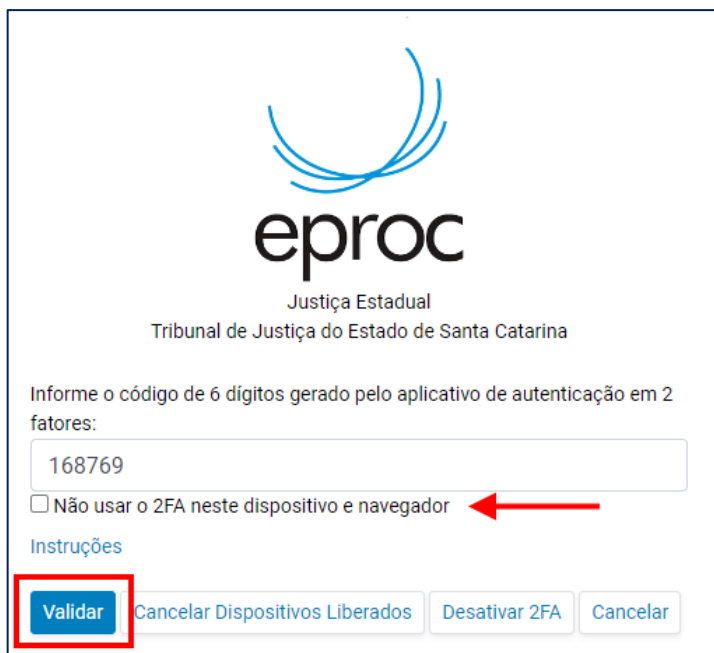 eproc
Justiça Estadual
Tribunal de Justiça do Estado de Santa Catarina
Informe o código de 6 dígitos gerado pelo aplicativo de autenticação em 2
fatores:
168769
Não usar o 2FA neste dispositivo e navegador
Instruções
Validar Cancelar Dispositivos Liberados Desativar 2FA Cancelar